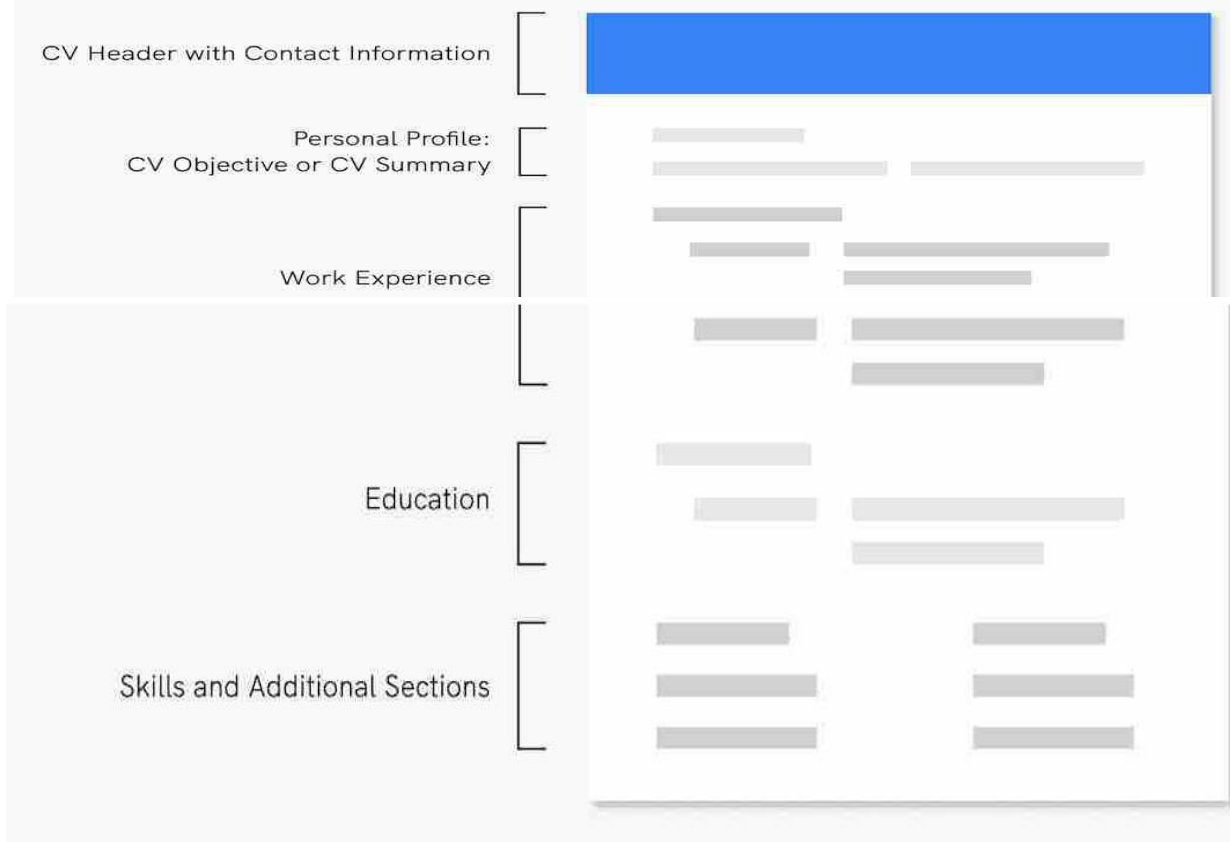 CV Header with Contact Information
Personal Profile:
CV Objective or CV Summary
Work Experience
Education
Skills and Additional Sections